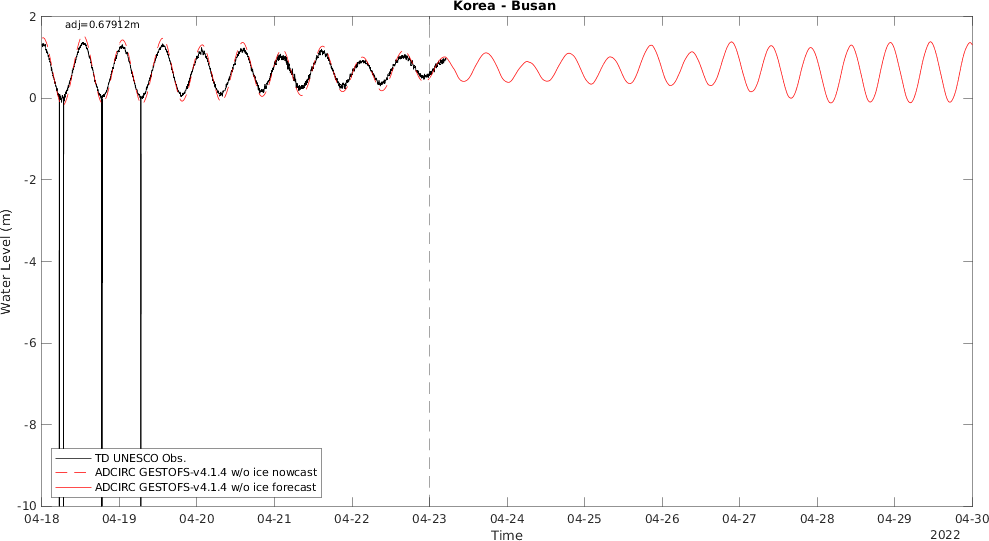 Korea - Busan
adj=0.67912m
2
0
-2
-4
-6
-8
-10
Water Level (m)
TD UNESCO Obs.
ADCIRC GESTOFS-v4.1.4 w/o ice nowcast
ADCIRC GESTOFS-v4.1.4 w/o ice forecast
04-18 04-19 04-20 04-21 04-22 04-23 04-24 04-25 04-26 04-27 04-28 04-29 04-30
Time
2022